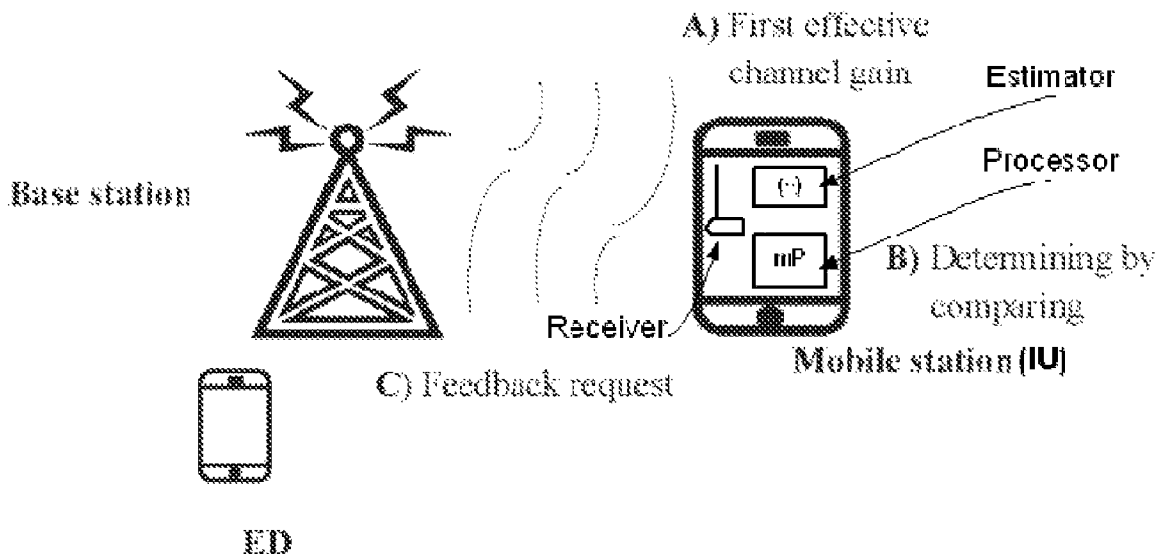 A) First effective
channel gain
Estimator
Processor
Base station
(··)
mP
B) Determining by
comparing
Receiver
Mobile station (IU)
C) Feedback request
ED